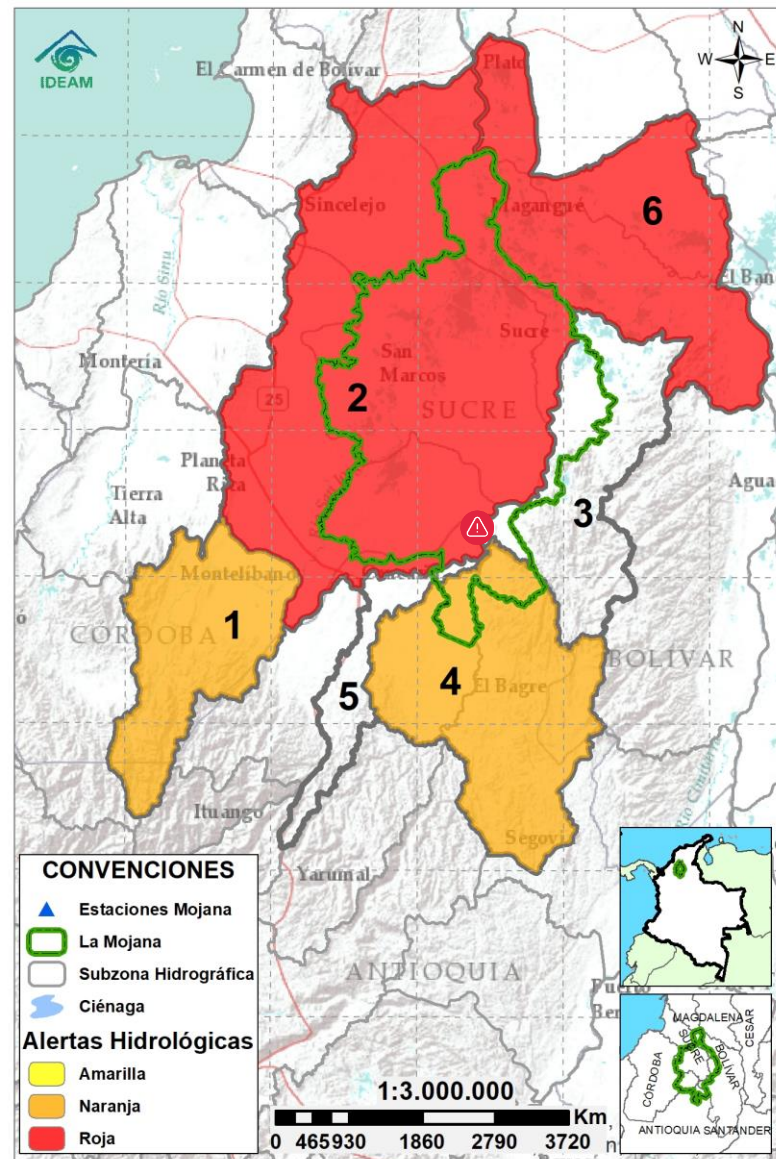 IDEAM
N
W E
S
El Carmen de Bolívar
Plato
Sincelejo
Magangué
6
El Ban
Río Sinú
Sucre
Montería
San
Marcos
2
25
SUCRE
Planeta
Rica
Tierra
Alta
Agua
3
Montelíbano
CÓRDOBA
1
BOLÍVAR
4
El Bagre
5
Río Cimitarra
Ituango
Segovi
Yarumal
ANTIOQUIA
Puerto
Ber
CONVENCIONES
Estaciones Mojana
La Mojana
Subzona Hidrográfica
Ciénaga
Alertas Hidrológicas
Amarilla
Naranja
Roja
1:3.000.000
Km
0 465 930 1860 2790 3720
MAGDALENA
CESAR
SUCRE
BOLÍVAR
CÓRDOBA
ANTIOQUIA SANTANDER